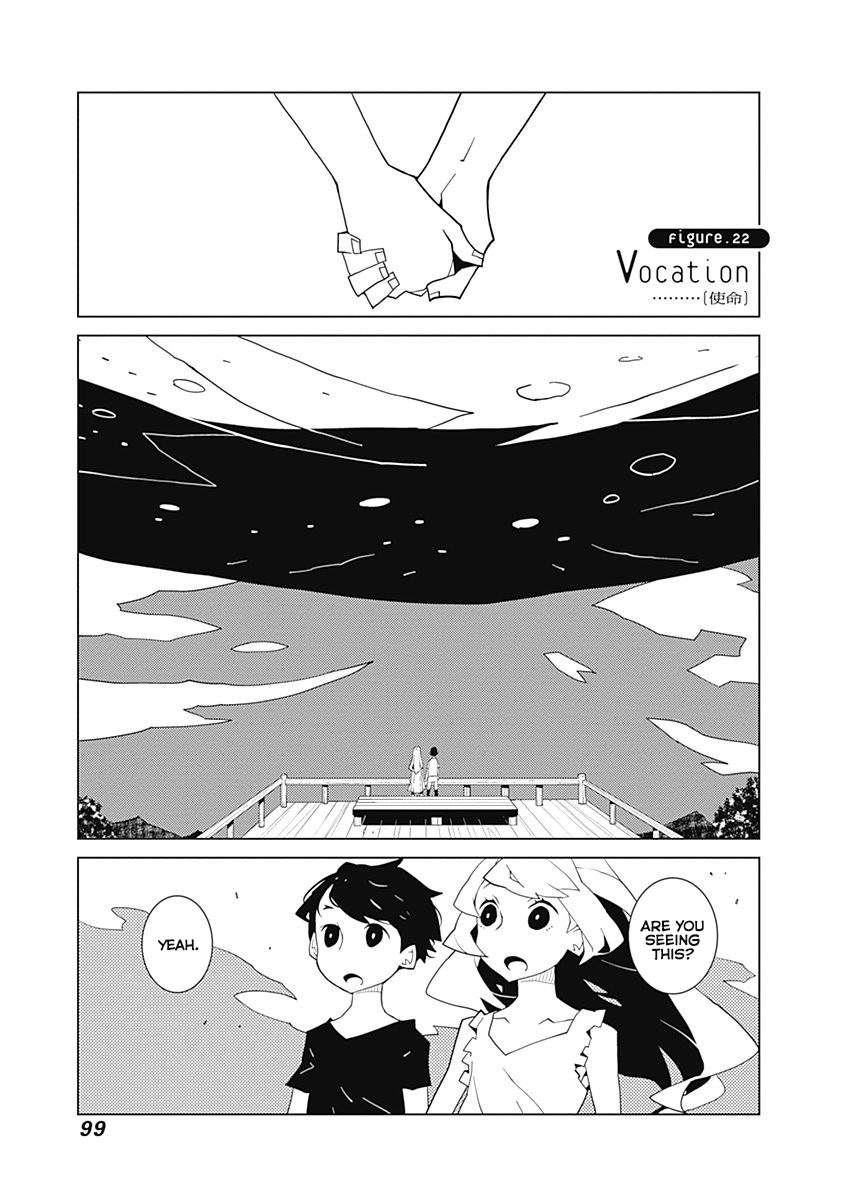 figure.22
Vocation
.........〔使命〕
ARE YOU
SEEING
THIS?
YEAH.
99